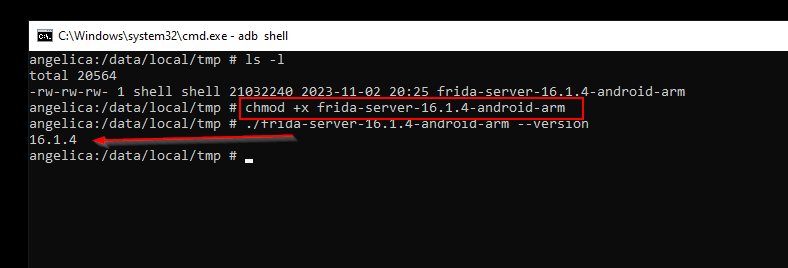 C:\Windows\system32\cmd.exe - adb shell
angelica:/data/local/tmp # ls -l
total 20564
-rw-rw-rw- 1 shell shell 21032240 2023-11-02 20:25 frida-server-16.1.4-android-arm
angelica:/data/local/tmp # chmod +x frida-server-16.1.4-android-arm
angelica:/data/local/tmp # ./frida-server-16.1.4-android-arm --version
16.1.4
angelica:/data/local/tmp #